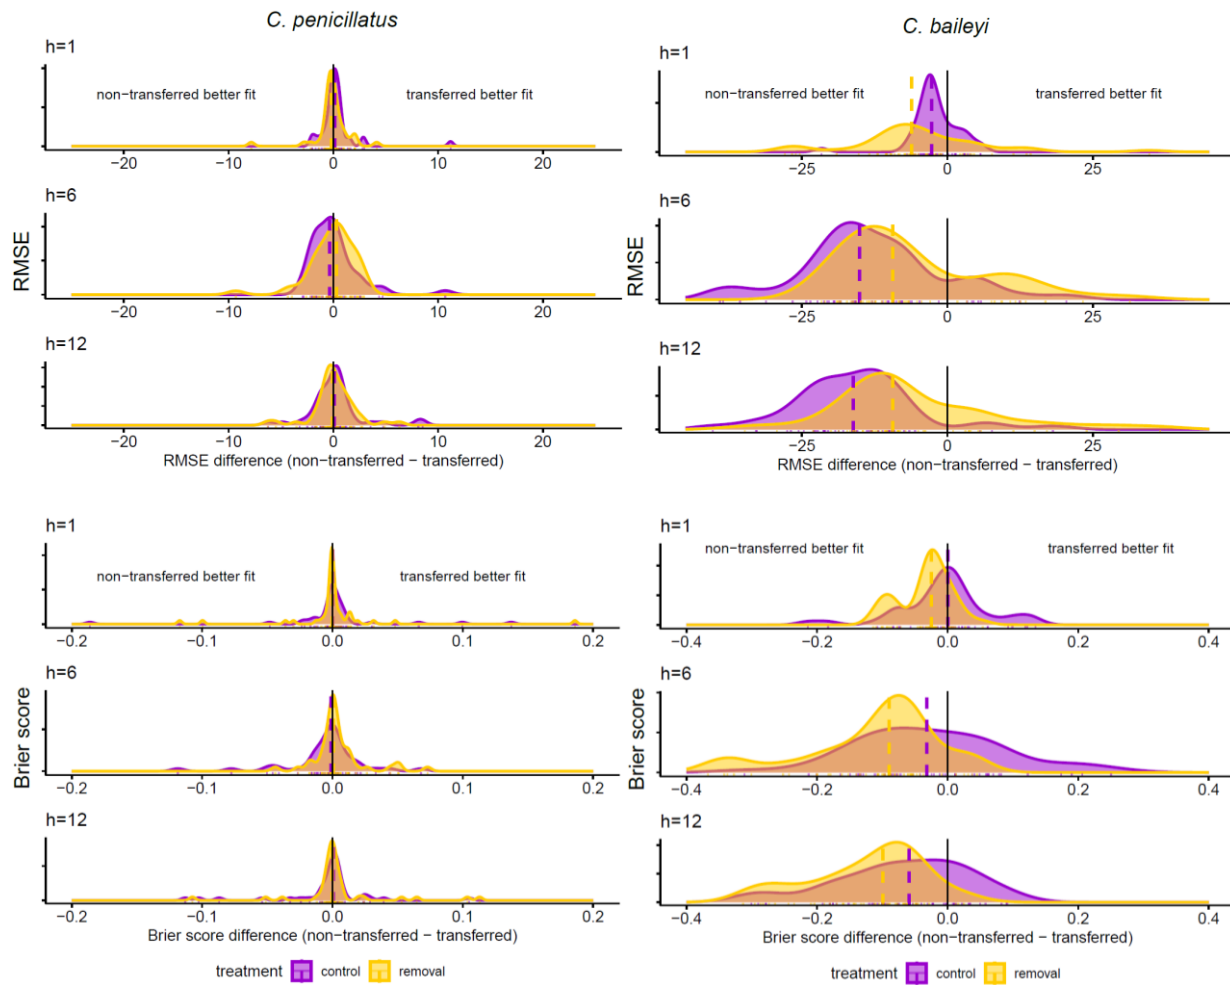 C. penicillatus
h=1
non−transferred better fit
transferred better fit
−20
−10
0
10
20
h=6
RMSE
−20
−10
0
10
20
h=12
−20
−10
0
10
20
RMSE difference (non−transferred − transferred)
h=1
non−transferred better fit
transferred better fit
−0.2
−0.1
0.0
0.1
0.2
h=6
Brier score
−0.2
−0.1
0.0
0.1
0.2
h=12
−0.2
−0.1
0.0
0.1
0.2
Brier score difference (non−transferred − transferred)
treatment control removal
C. baileyi
h=1
non−transferred better fit
transferred better fit
−25
0
25
h=6
RMSE
−25
0
25
h=12
−25
0
25
RMSE difference (non−transferred − transferred)
h=1
non−transferred better fit
transferred better fit
−0.4
−0.2
0.0
0.2
0.4
h=6
Brier score
−0.4
−0.2
0.0
0.2
0.4
h=12
−0.4
−0.2
0.0
0.2
0.4
Brier score difference (non−transferred − transferred)
treatment control removal